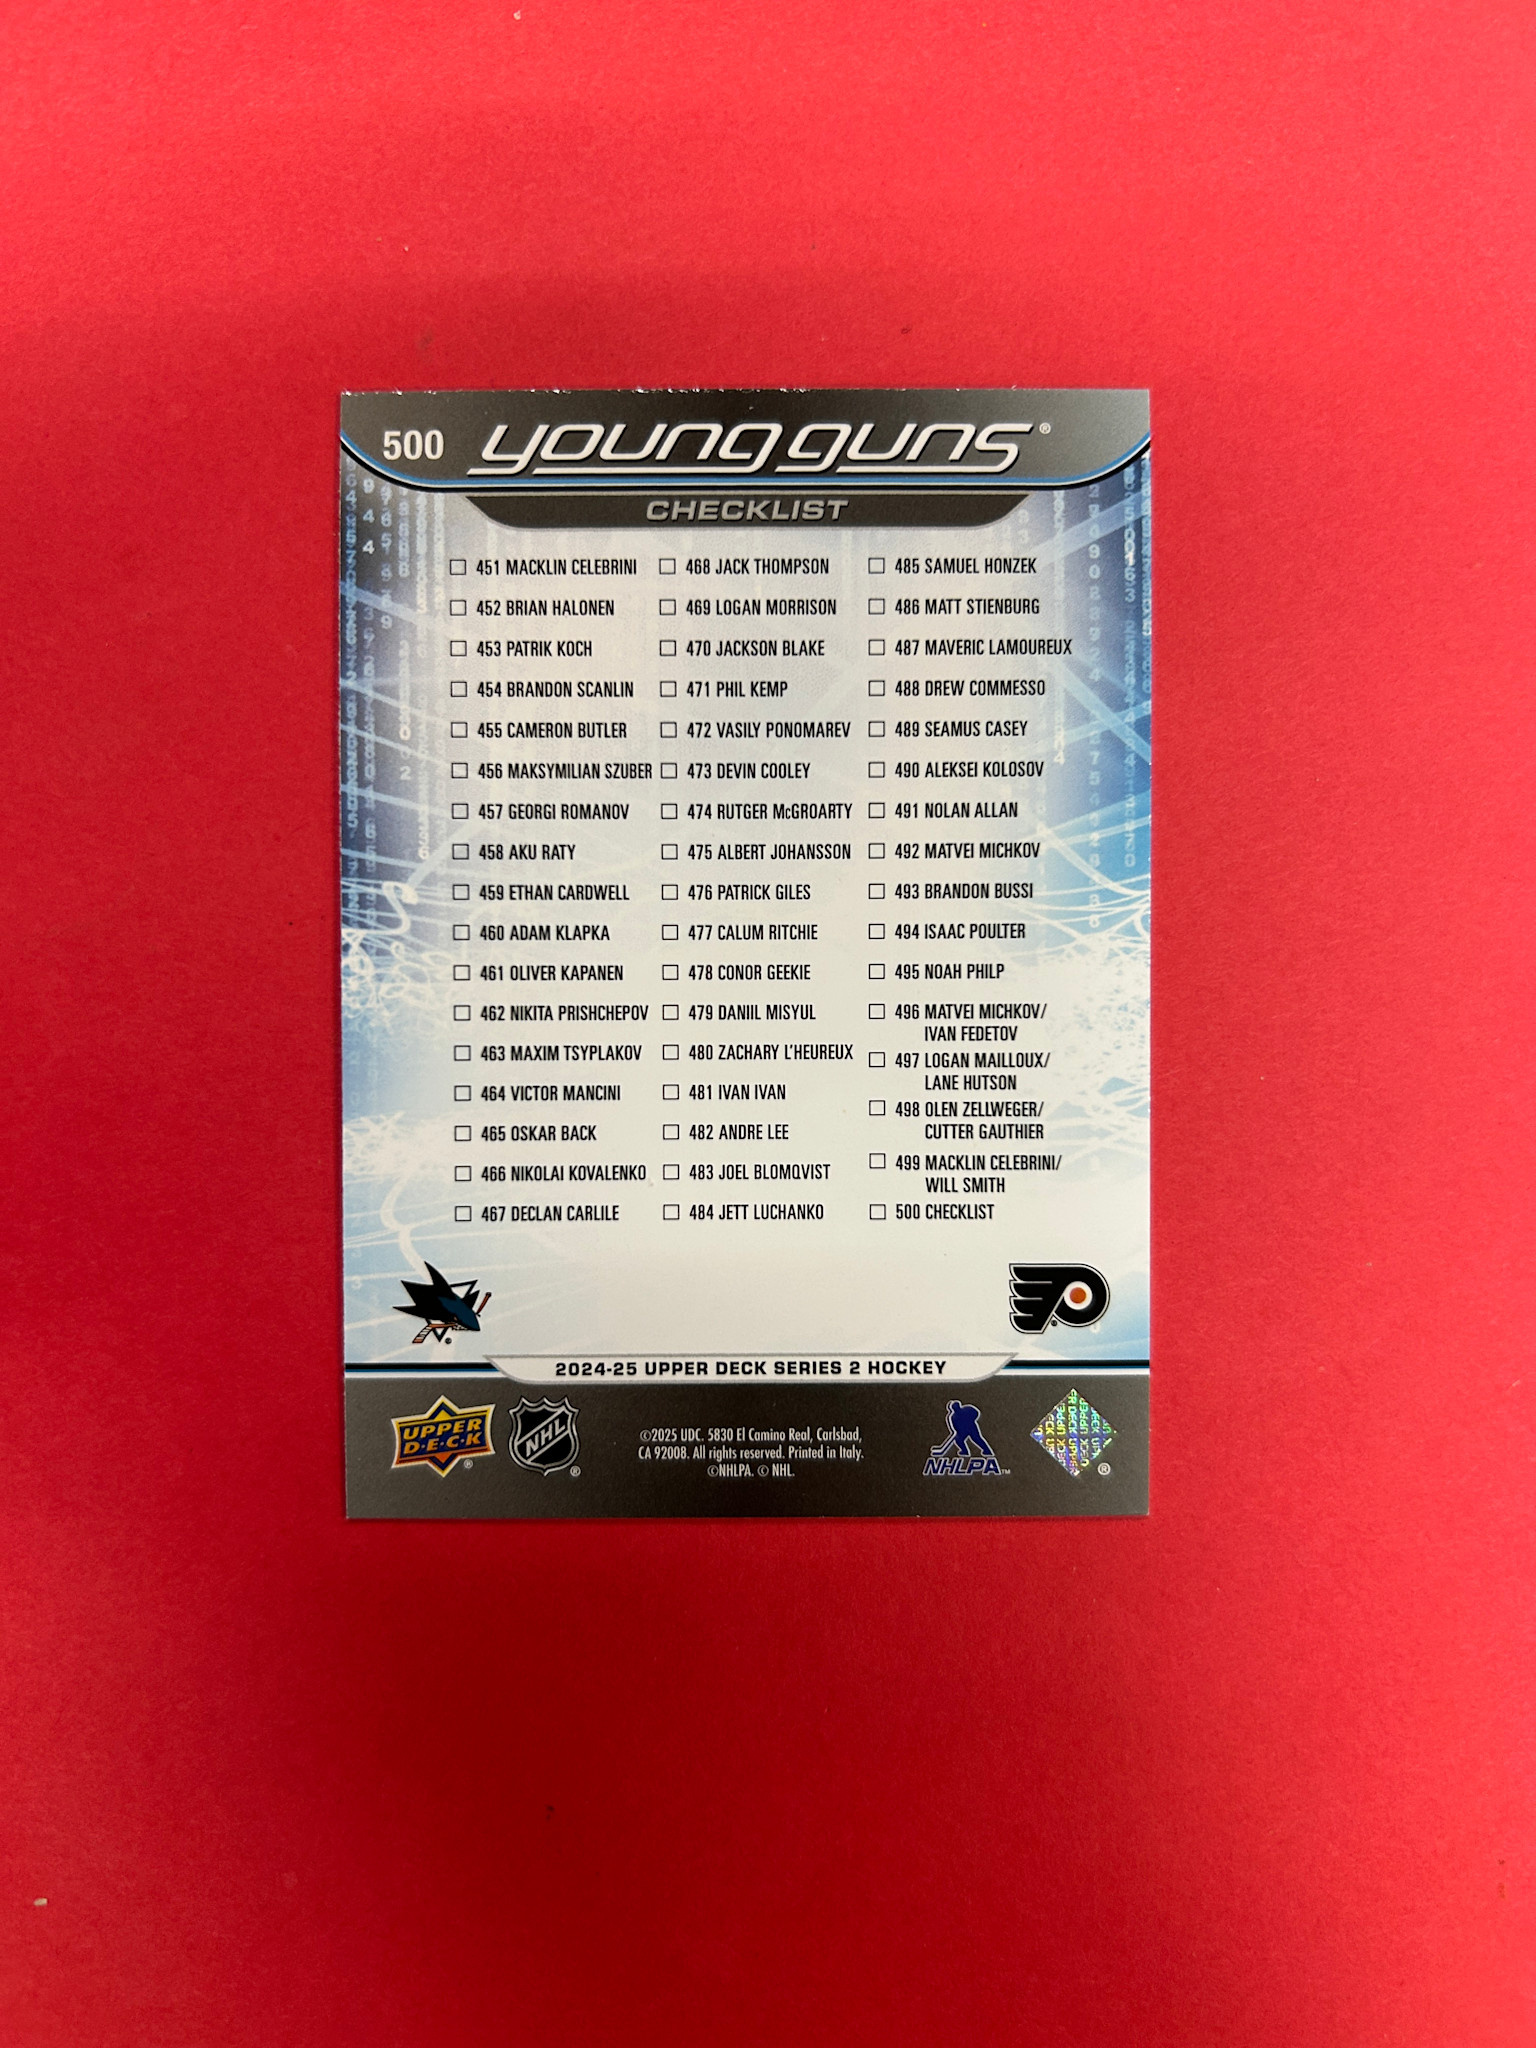 500 young guns®
CHECKLIST
451 MACKLIN CELEBRINI
452 BRIAN HALONEN
453 PATRIK KOCH
454 BRANDON SCANLIN
455 CAMERON BUTLER
456 MAKSYMILIAN SZUBER
457 GEORGI ROMANOV
458 AKU RATY
459 ETHAN CARDWELL
460 ADAM KLAPKA
461 OLIVER KAPANEN
462 NIKITA PRISHCHEPOV
463 MAXIM TSYPLAKOV
464 VICTOR MANCINI
465 OSKAR BACK
466 NIKOLAI KOVALENKO
467 DECLAN CARLILE
468 JACK THOMPSON
469 LOGAN MORRISON
470 JACKSON BLAKE
471 PHIL KEMP
472 VASILY PONOMAREV
473 DEVIN COOLEY
474 RUTGER McGROARTY
475 ALBERT JOHANSSON
476 PATRICK GILES
477 CALUM RITCHIE
478 CONOR GEEKIE
479 DANIIL MISYUL
480 ZACHARY L'HEUREUX
481 IVAN IVAN
482 ANDRE LEE
483 JOEL BLOMQVIST
484 JETT LUCHANKO
485 SAMUEL HONZEK
486 MATT STIENBURG
487 MAVERIC LAMOUREUX
488 DREW COMMESSO
489 SEAMUS CASEY
490 ALEKSEI KOLOSOV
491 NOLAN ALLAN
492 MATVEI MICHKOV
493 BRANDON BUSSI
494 ISAAC POULTER
495 NOAH PHILP
496 MATVEI MICHKOV/
IVAN FEDETOV
497 LOGAN MAILLOUX/
LANE HUTSON
498 OLEN ZELLWEGER/
CUTTER GAUTHIER
499 MACKLIN CELEBRINI/
WILL SMITH
500 CHECKLIST
2024-25 UPPER DECK SERIES 2 HOCKEY
UPPER
D·E·C·K
®
NHL
®
©2025 UDC. 5830 El Camino Real, Carlsbad,
CA 92008. All rights reserved. Printed in Italy.
©NHLPA. © NHL.
NHLPA™
®